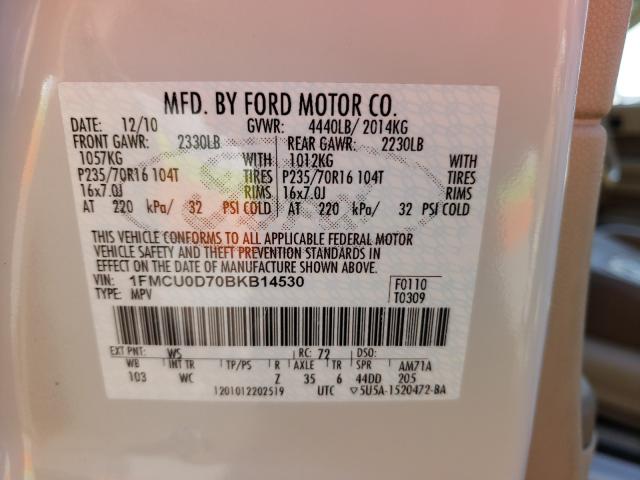 MFD. BY FORD MOTOR CO.
DATE: 12/10 GVWR: 4440LB/ 2014KG
FRONT GAWR: 2330LB REAR GAWR: 2230LB
1057KG WITH 1012KG WITH
P235/70R16 104T TIRES P235/70R16 104T TIRES
16x7.0J RIMS 16x7.0J RIMS
AT 220 kPa/ 32 PSI COLD AT 220 kPa/ 32 PSI COLD
THIS VEHICLE CONFORMS TO ALL APPLICABLE FEDERAL MOTOR
VEHICLE SAFETY AND THEFT PREVENTION STANDARDS IN
EFFECT ON THE DATE OF MANUFACTURE SHOWN ABOVE.
VIN: 1FMCU0D70BKB14530 F0110
TYPE: MPV T0309
EXT PNT: WS RC: 72 DSO:
WB INT TR TP/PS R AXLE TR SPR AM71A
103 WC Z 35 6 44DD 205
1201012202519 UTC ▽5U5A-1520472-BA